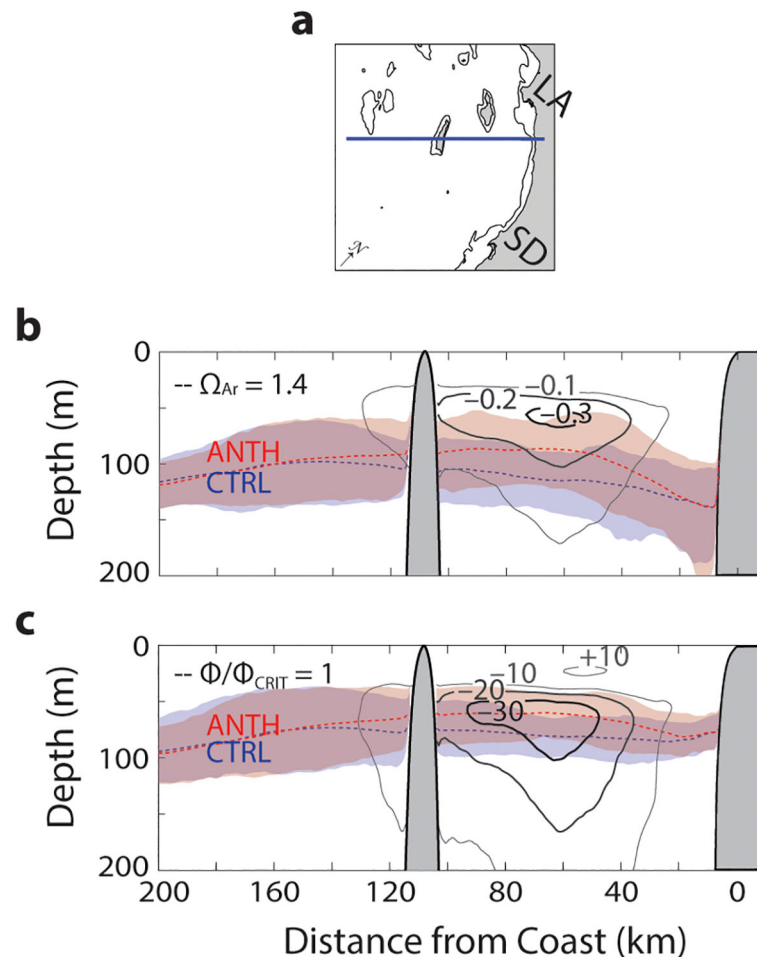 a
LA
SD
N
b
0
100
200
Depth (m)
-- ΩAr = 1.4
−0.1
−0.2
−0.3
ANTH
CTRL
c
0
100
200
Depth (m)
-- Φ/ΦCRIT = 1
+10
−10
−20
−30
ANTH
CTRL
200 160 120 80 40 0
Distance from Coast (km)